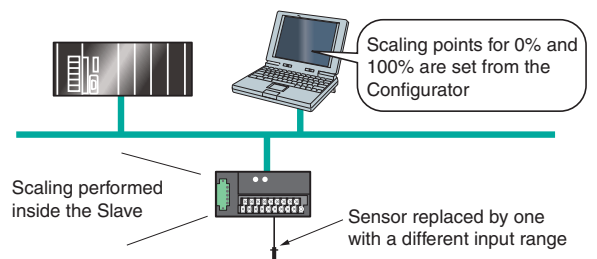 Scaling points for 0% and
100% are set from the
Configurator
Scaling performed
inside the Slave
Sensor replaced by one
with a different input range